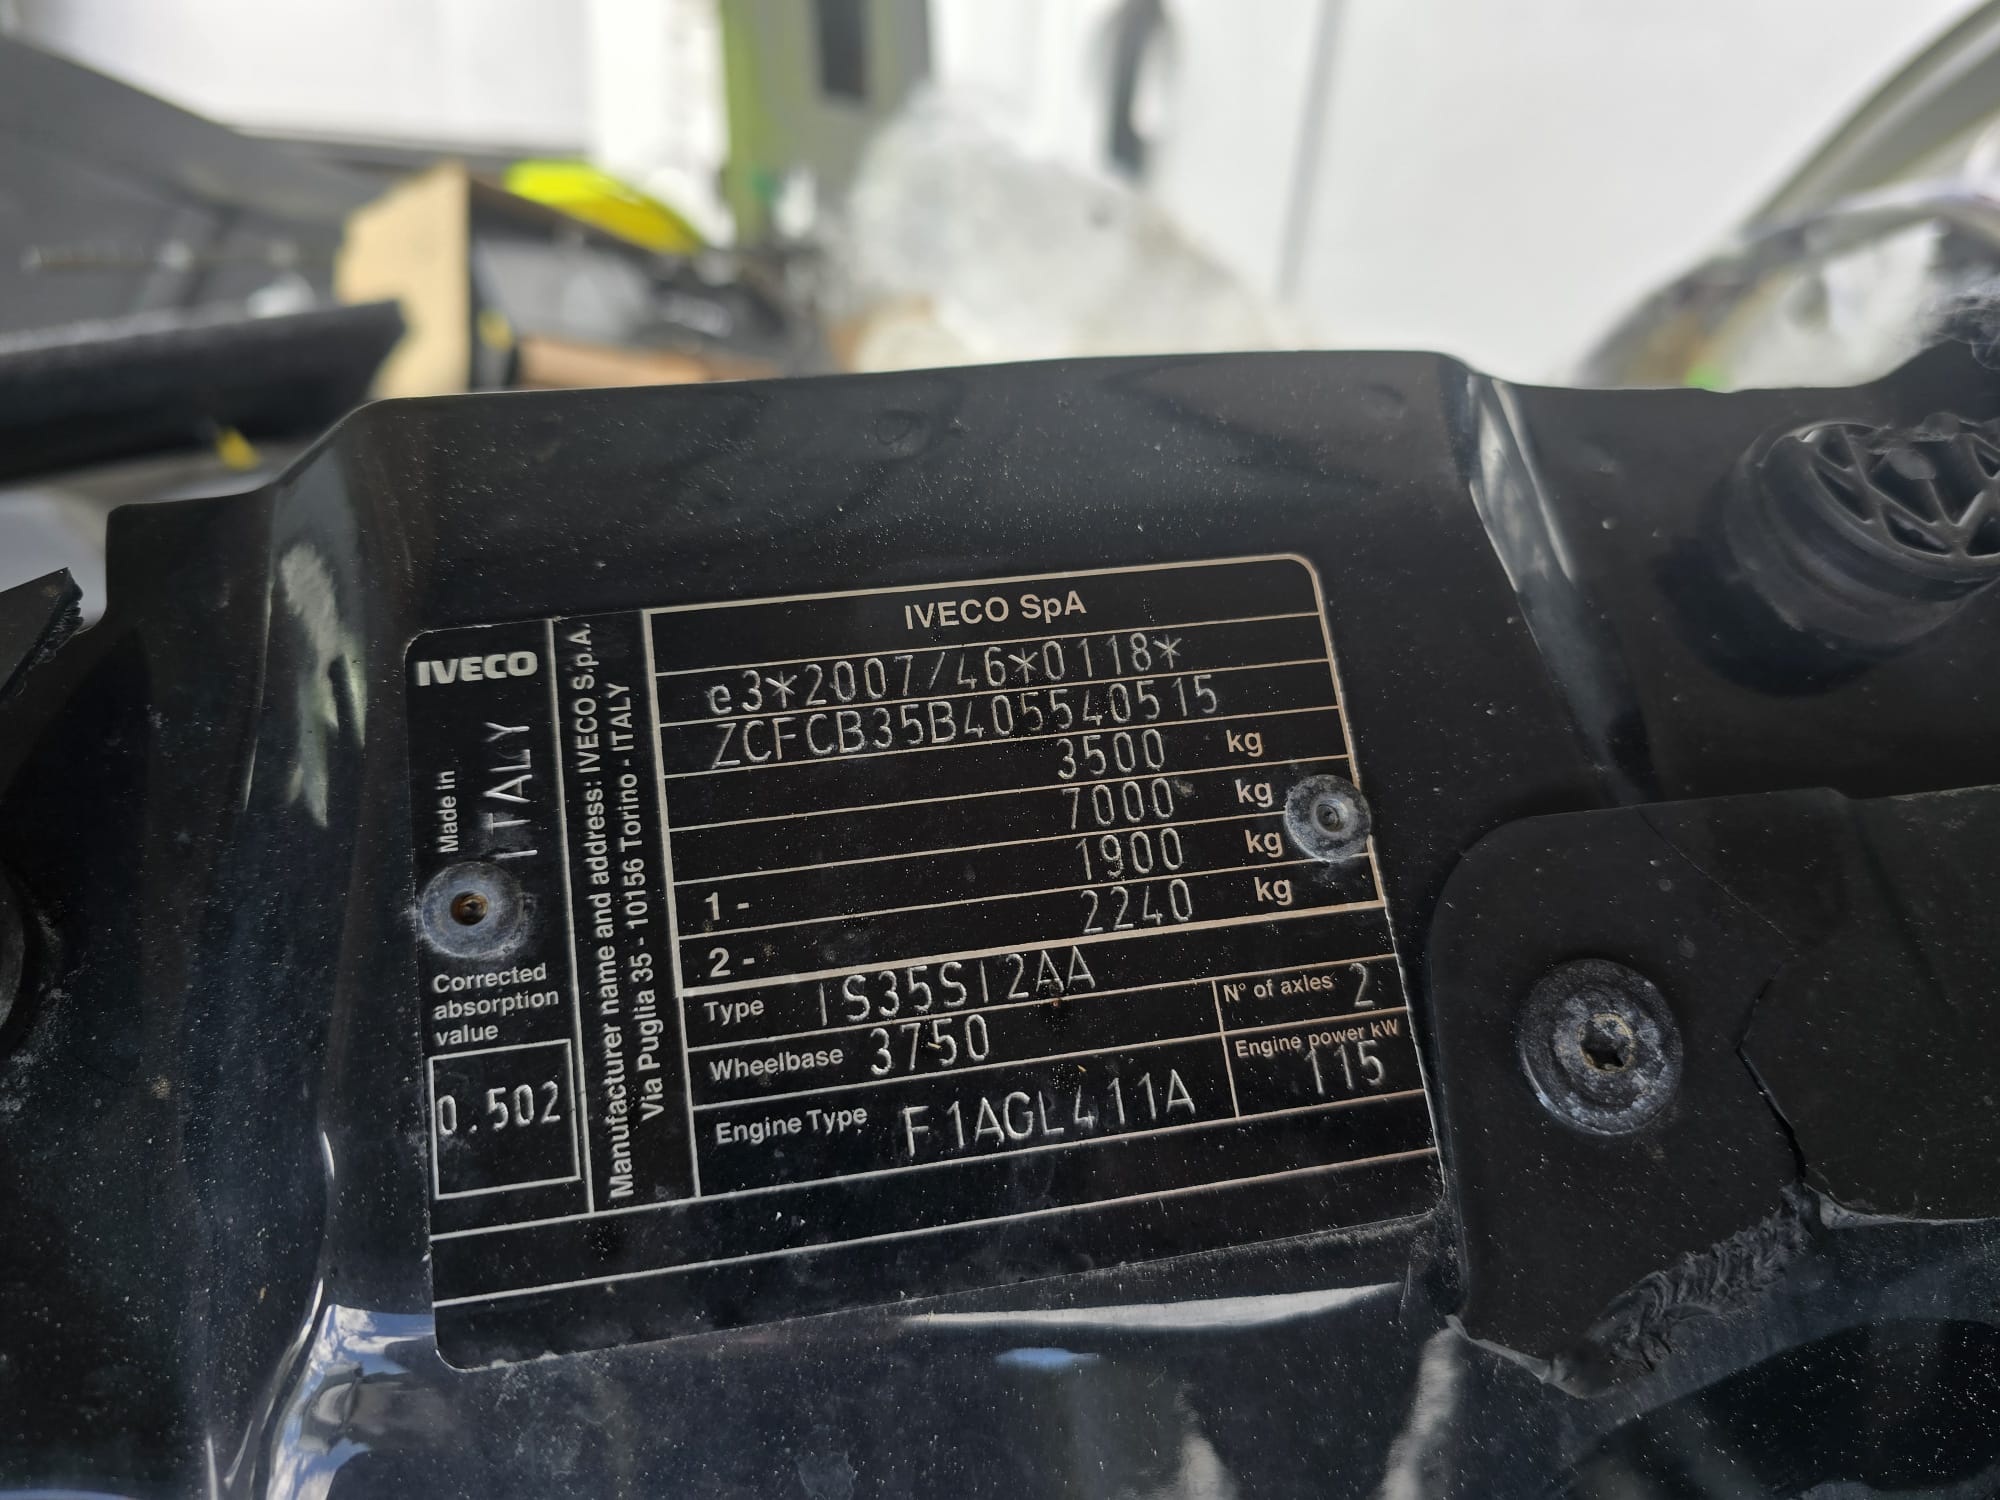 IVECO
Made in ITALY
Corrected
absorption
value
0.502
Manufacturer name and address: IVECO S.p.A.
Via Puglia 35 - 10156 Torino - ITALY
IVECO SpA
e3*2007/46*0118*
ZCFCB35B405540515
3500 kg
7000 kg
1 - 1900 kg
2 - 2240 kg
Type IS35SI2AA
N° of axles 2
Wheelbase 3750
Engine power kW 115
Engine Type F1AGL411A